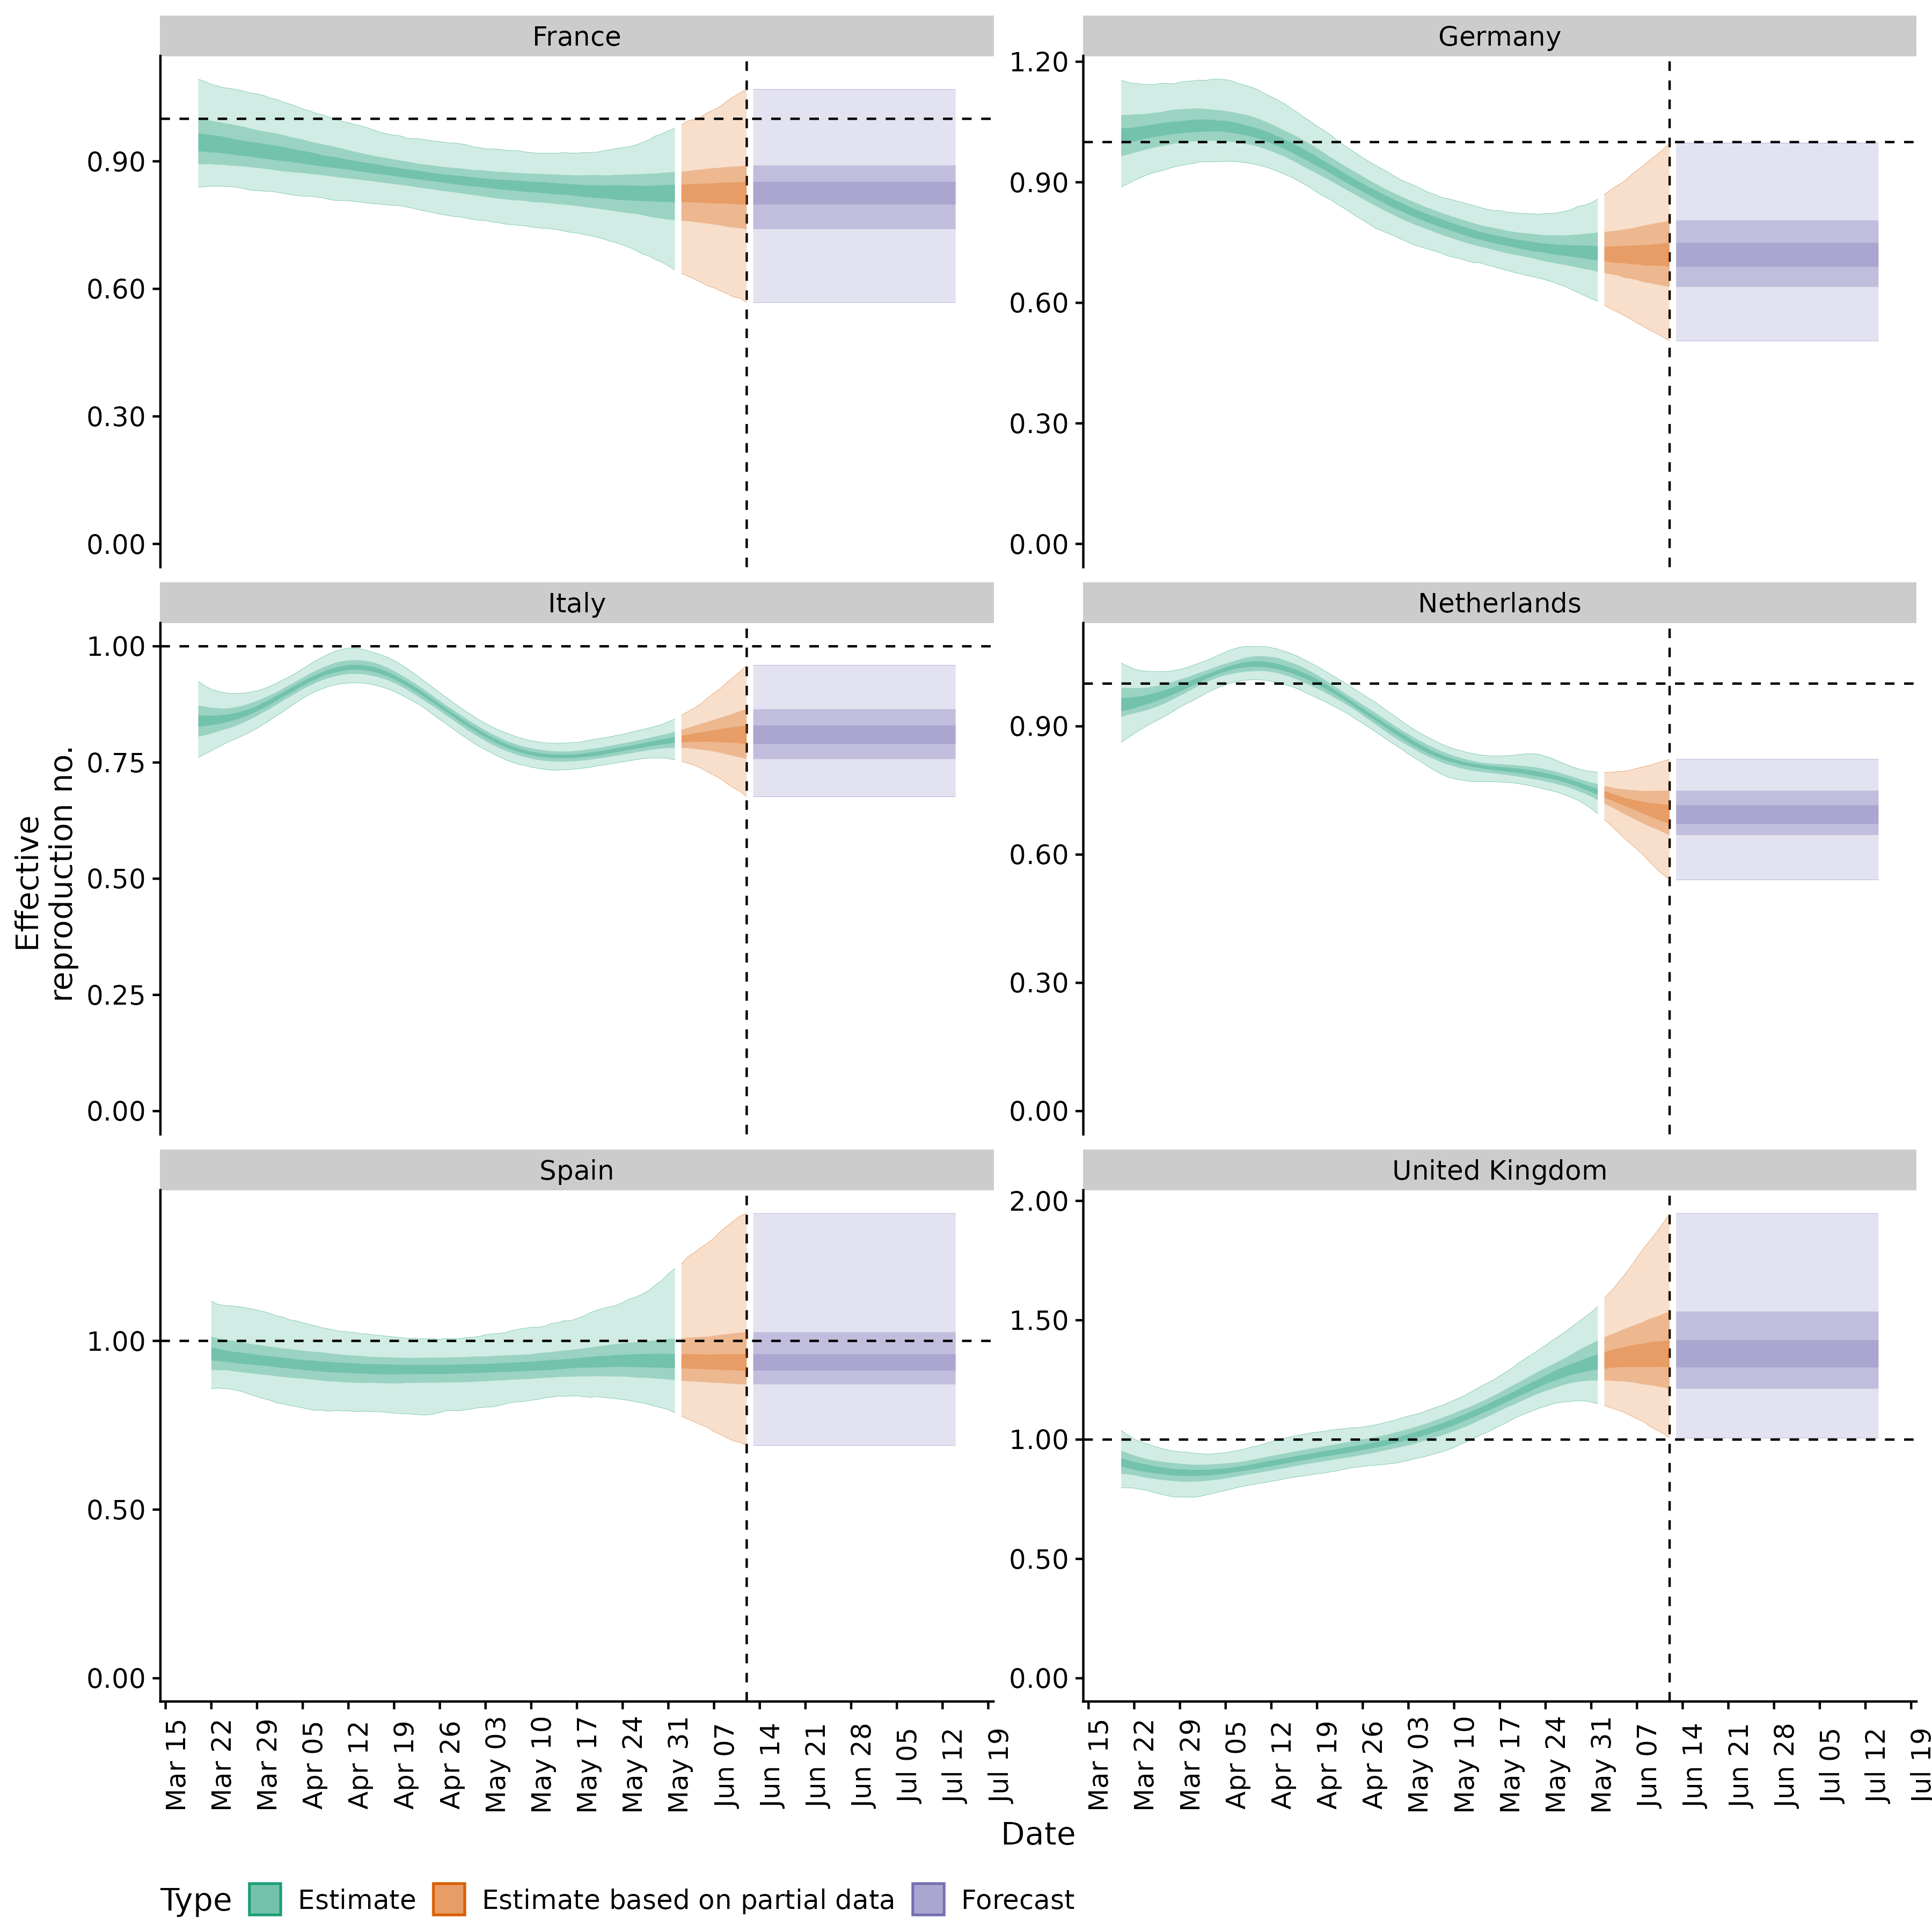 France
Germany
0.90
0.60
0.30
0.00
1.20
0.90
0.60
0.30
0.00
Italy
Netherlands
1.00
0.75
0.50
0.25
0.00
0.90
0.60
0.30
0.00
Effective
reproduction no.
Spain
United Kingdom
1.00
0.50
0.00
2.00
1.50
1.00
0.50
0.00
Mar 15
Mar 22
Mar 29
Apr 05
Apr 12
Apr 19
Apr 26
May 03
May 10
May 17
May 24
May 31
Jun 07
Jun 14
Jun 21
Jun 28
Jul 05
Jul 12
Jul 19
Mar 15
Mar 22
Mar 29
Apr 05
Apr 12
Apr 19
Apr 26
May 03
May 10
May 17
May 24
May 31
Jun 07
Jun 14
Jun 21
Jun 28
Jul 05
Jul 12
Jul 19
Date
Type Estimate Estimate based on partial data Forecast